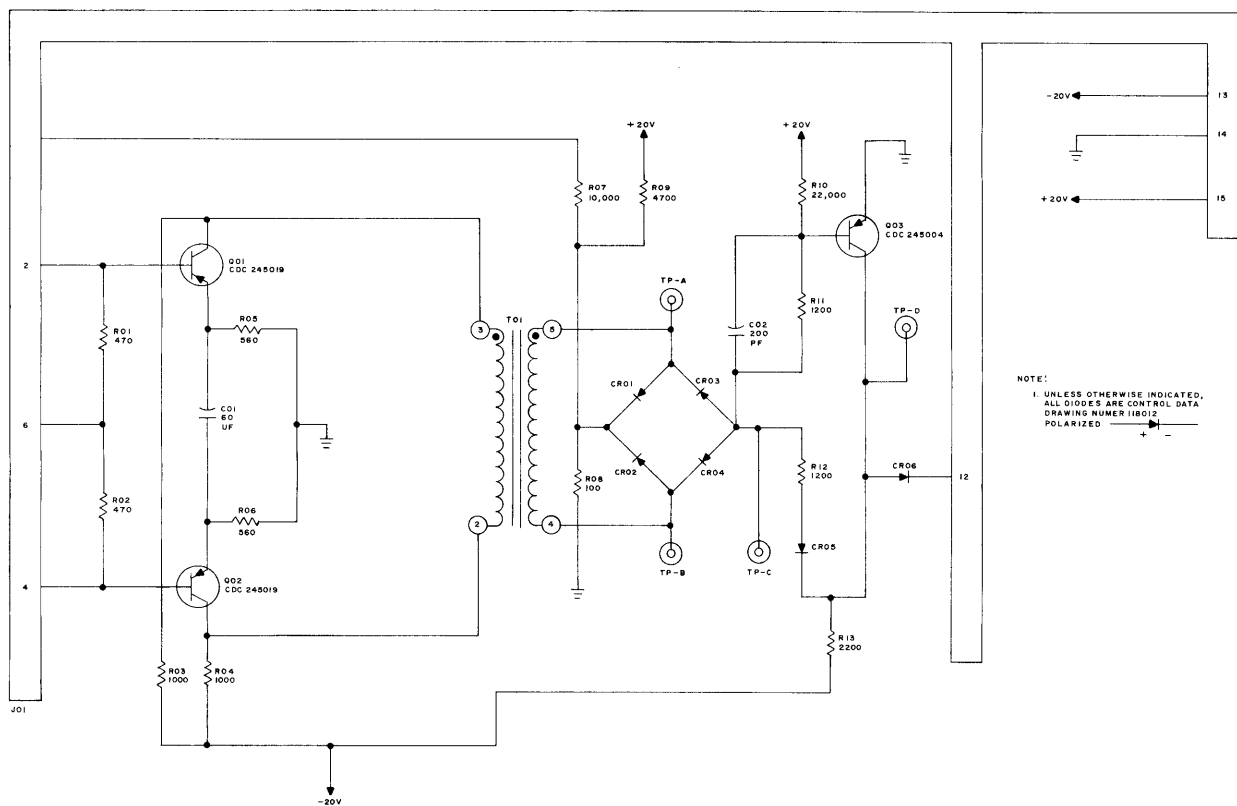 -20V
13
14
+20V
15
+20V
+20V
R07
10,000
R09
4700
R10
22,000
Q03
CDC 245004
2
Q01
CDC 245019
R01
470
R05
560
C01
60
UF
3
T01
5
TP-A
C02
200
PF
R11
1200
TP-D
CR01
CR03
NOTE:
1. UNLESS OTHERWISE INDICATED,
ALL DIODES ARE CONTROL DATA
DRAWING NUMER 118012
POLARIZED
+ -
6
R02
470
R06
560
2
4
R08
100
CR02
CR04
TP-B
TP-C
R12
1200
CR05
CR06
12
4
Q02
CDC 245019
R03
1000
R04
1000
R13
2200
J01
-20V